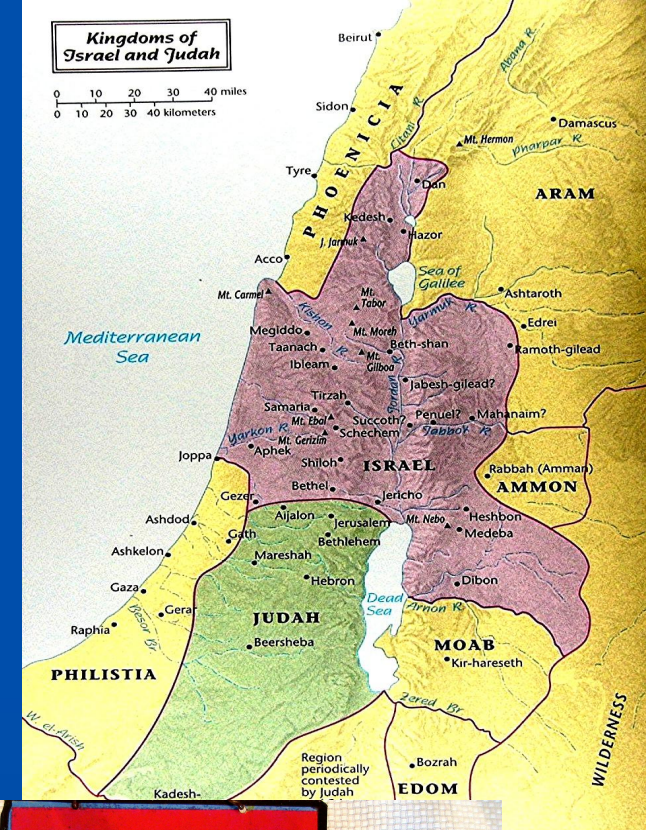 Kingdoms of
Israel and Judah
0 10 20 30 40 miles
0 10 20 30 40 kilometers
Beirut
Abana R.
PHOENICIA
Sidon
Litani R.
Damascus
Mt. Hermon
Pharpar R.
Tyre
Dan
ARAM
Kedesh
Hazor
J. Jarmuk
Acco
Sea of
Galilee
Mt. Carmel
Mt.
Tabor
Ashtaroth
Kishon R.
Yarmuk R.
Mediterranean
Sea
Megiddo
Mt. Moreh
Edrei
Taanach
Beth-shan
Ramoth-gilead
Ibleam
Mt.
Gilboa
Jordan R.
Jabesh-gilead?
Tirzah
Samaria
Mt. Ebal
Succoth?
Penuel?
Mahanaim?
Yarkon R.
Mt. Gerizim
Schechem
Jabbok R.
Joppa
Aphek
Shiloh
ISRAEL
Rabbah (Amman)
AMMON
Bethel
Gezer
Jericho
Aijalon
Jerusalem
Mt. Nebo
Heshbon
Ashdod
Gath
Bethlehem
Medeba
Ashkelon
Mareshah
Hebron
Dibon
Gaza
Dead
Sea
Arnon R.
Gerar
Besor Br.
Raphia
JUDAH
Beersheba
MOAB
Kir-hareseth
PHILISTIA
Zered Br
W. el-Arish
WILDERNESS
Region
periodically
contested
by Judah
Bozrah
EDOM
Kadesh-